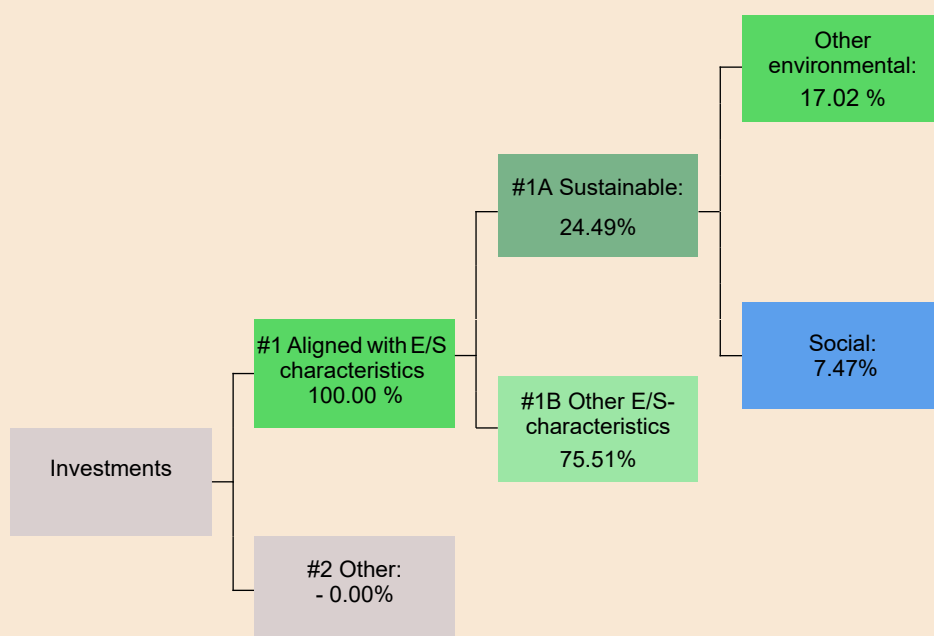 Other
environmental:
17.02 %
#1A Sustainable:
24.49%
#1 Aligned with E/S
characteristics
100.00 %
Social:
7.47%
#1B Other E/S-
characteristics
75.51%
Investments
#2 Other:
- 0.00%